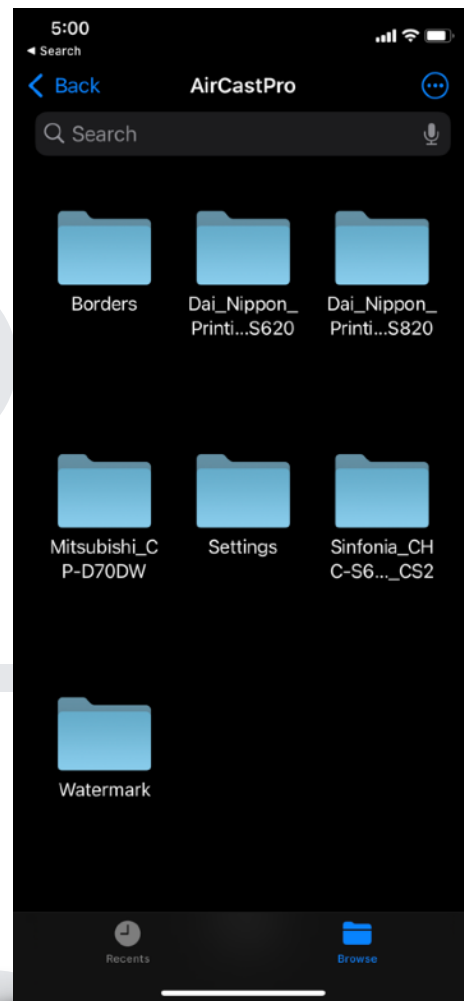 5:00
◀ Search
Back
AirCastPro
Search
Borders
Dai_Nippon_
Printi...S620
Dai_Nippon_
Printi...S820
Mitsubishi_C
P-D70DW
Settings
Sinfonia_CH
C-S6..._CS2
Watermark
Recents
Browse